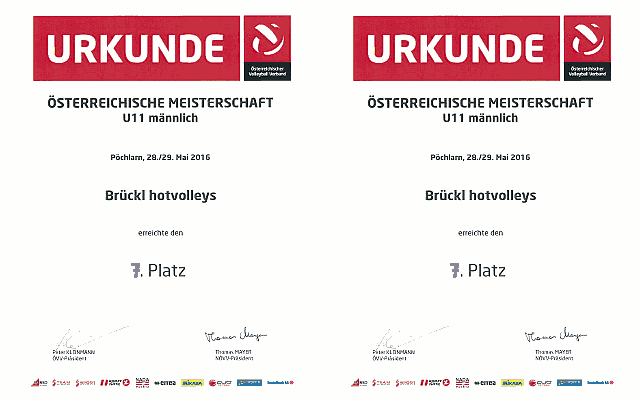 URKUNDE
Österreichischer
Volleyball Verband
ÖSTERREICHISCHE MEISTERSCHAFT
U11 männlich
Pöchlarn, 28./29. Mai 2016
Brückl hotvolleys
erreichte den
7. Platz
Peter KLEINMANN
ÖVV-Präsident
Thomas MAYER
NÖVV-Präsident
URKUNDE
Österreichischer
Volleyball Verband
ÖSTERREICHISCHE MEISTERSCHAFT
U11 männlich
Pöchlarn, 28./29. Mai 2016
Brückl hotvolleys
erreichte den
7. Platz
Peter KLEINMANN
ÖVV-Präsident
Thomas MAYER
NÖVV-Präsident